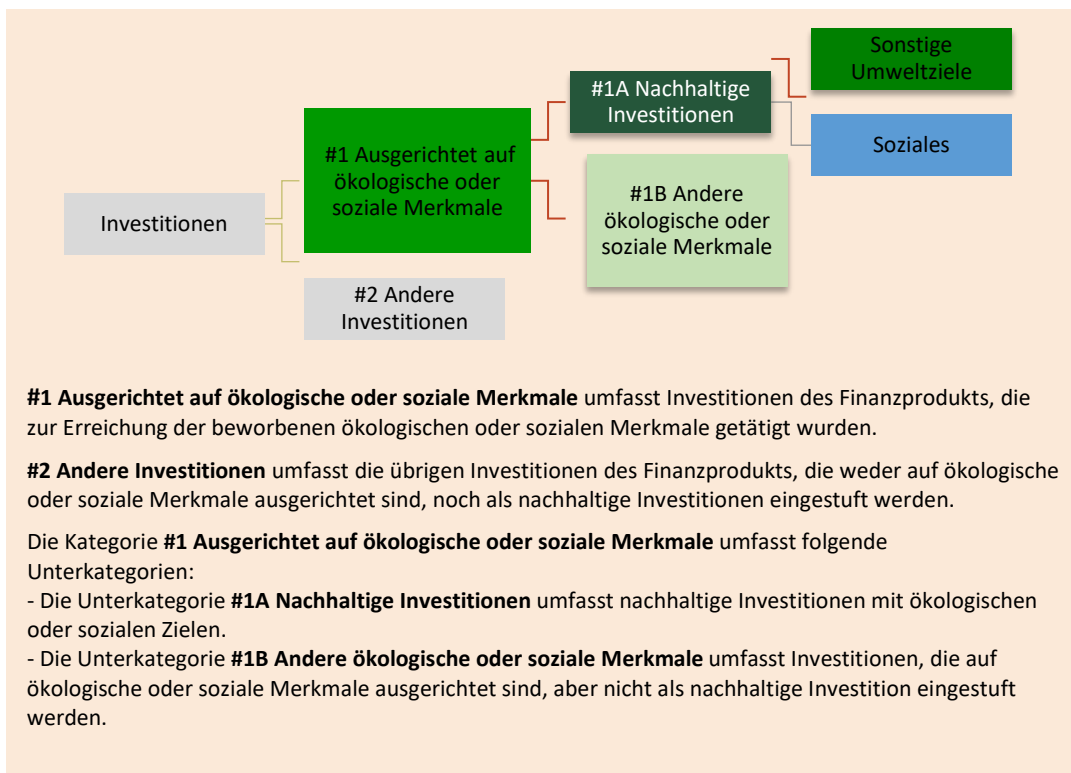 Sonstige
Umweltziele
#1A Nachhaltige
Investitionen
Soziales
#1 Ausgerichtet auf
ökologische oder
soziale Merkmale
#1B Andere
ökologische oder
soziale Merkmale
Investitionen
#2 Andere
Investitionen
#1 Ausgerichtet auf ökologische oder soziale Merkmale umfasst Investitionen des Finanzprodukts, die
zur Erreichung der beworbenen ökologischen oder sozialen Merkmale getätigt wurden.
#2 Andere Investitionen umfasst die übrigen Investitionen des Finanzprodukts, die weder auf ökologische
oder soziale Merkmale ausgerichtet sind, noch als nachhaltige Investitionen eingestuft werden.
Die Kategorie #1 Ausgerichtet auf ökologische oder soziale Merkmale umfasst folgende
Unterkategorien:
- Die Unterkategorie #1A Nachhaltige Investitionen umfasst nachhaltige Investitionen mit ökologischen
oder sozialen Zielen.
- Die Unterkategorie #1B Andere ökologische oder soziale Merkmale umfasst Investitionen, die auf
ökologische oder soziale Merkmale ausgerichtet sind, aber nicht als nachhaltige Investition eingestuft
werden.